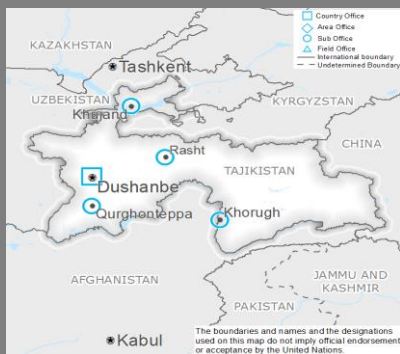 Country Office
Area Office
Sub Office
Field Office
International boundary
Undetermined Boundary
KAZAKHSTAN
Tashkent
UZBEKISTAN
KYRGYZSTAN
Khujand
CHINA
Rasht
TAJIKISTAN
Dushanbe
Qurghonteppa
Khorugh
AFGHANISTAN
JAMMU AND
KASHMIR
PAKISTAN
Kabul
The boundaries and names and the designations
used on this map do not imply official endorsement
or acceptance by the United Nations.